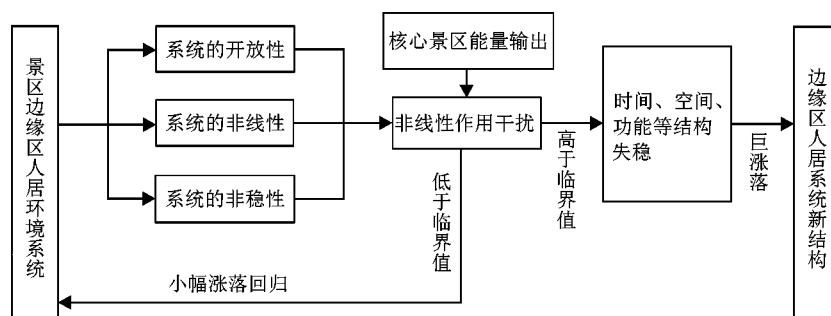 景区边缘区人居环境系统
系统的开放性
系统的非线性
系统的非稳性
核心景区能量输出
非线性作用干扰
低于临界值
高于临界值
时间、空间、
功能等结构
失稳
巨涨落
边缘区人居系统新结构
小幅涨落回归